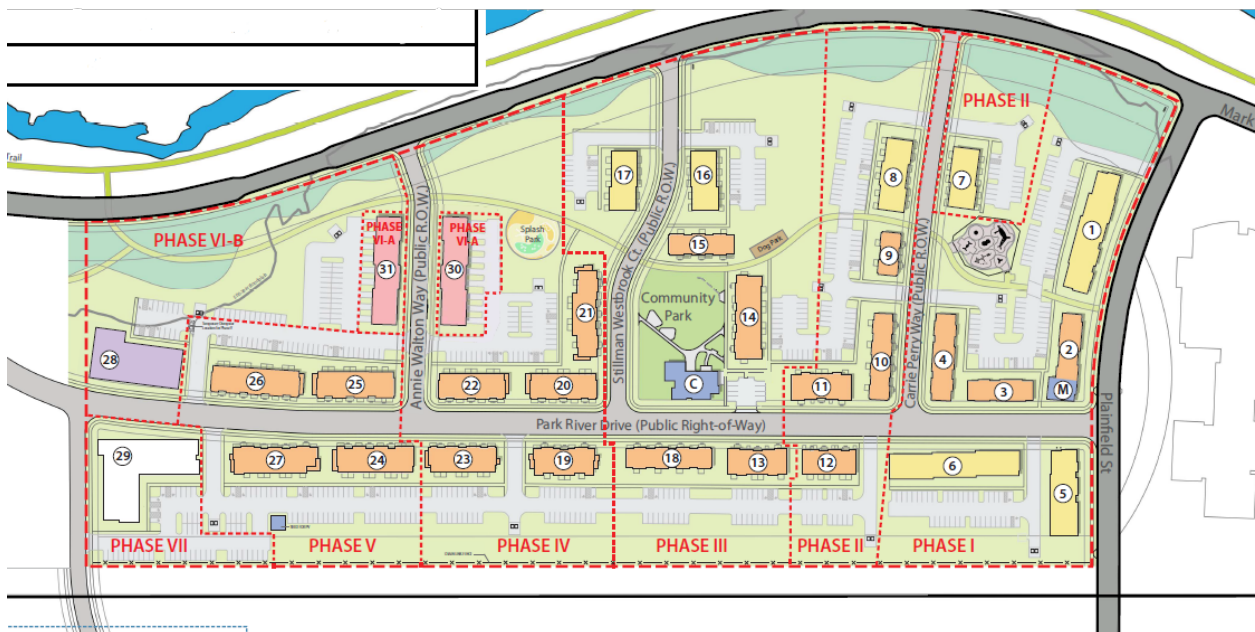 Trail
Mark
PHASE II
17
16
8
7
1
PHASE VI-B
PHASE
VI-A
31
PHASE
VI-A
30
Splash
Park
Annie Walton Way (Public R.O.W.)
Stillman Westbrook Ct. (Public R.O.W.)
Carrie Perry Way (Public R.O.W.)
15
Dog Park
9
21
Community
Park
14
C
28
26
25
22
20
11
10
4
3
2
M
Park River Drive (Public Right-of-Way)
Plainfield St
29
27
24
23
19
18
13
12
6
5
PHASE VII
PHASE V
PHASE IV
PHASE III
PHASE II
PHASE I